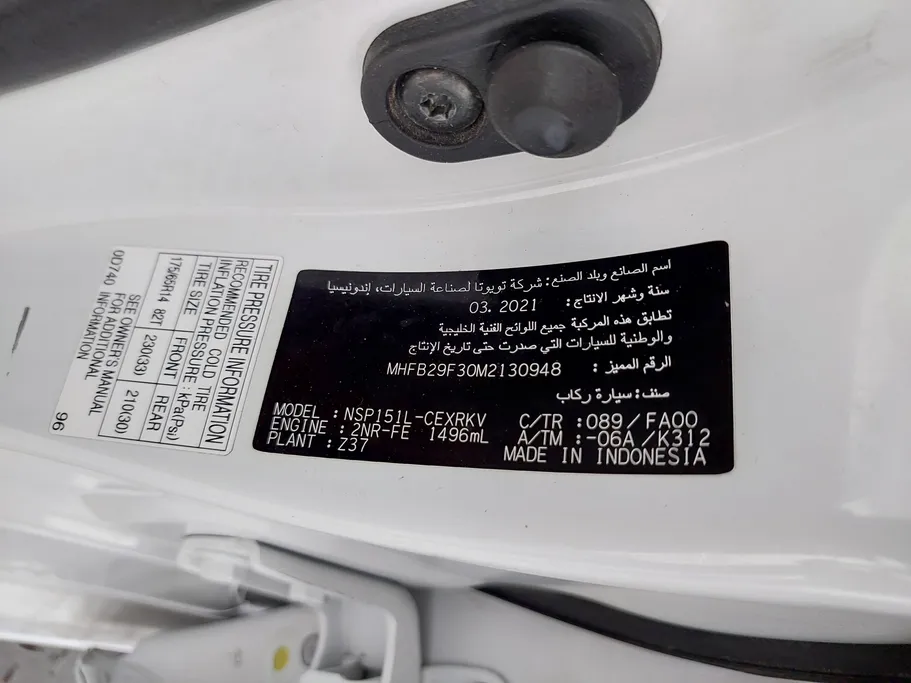 اسم الصانع وبلد الصنع: شركة تويوتا لصناعة السيارات، إندونيسيا
سنة وشهر الانتاج: 03. 2021
تطابق هذه المركبة جميع اللوائح الفنية الخليجية
والوطنية للسيارات التي صدرت حتى تاريخ الإنتاج
الرقم المميز : MHFB29F30M2130948
صنف: سيارة ركاب
MODEL : NSP151L-CEXRKV C/TR : 089 / FA00
ENGINE : 2NR-FE 1496mL A/TM : -06A / K312
PLANT : Z37 MADE IN INDONESIA
TIRE PRESSURE INFORMATION
RECOMMENDED COLD TIRE
INFLATION PRESSURE : kPa(Psi)
TIRE SIZE FRONT REAR
175/65R14 82T 230(33) 210(30)
SEE OWNER'S MANUAL
FOR ADDITIONAL
INFORMATION
0D740 96